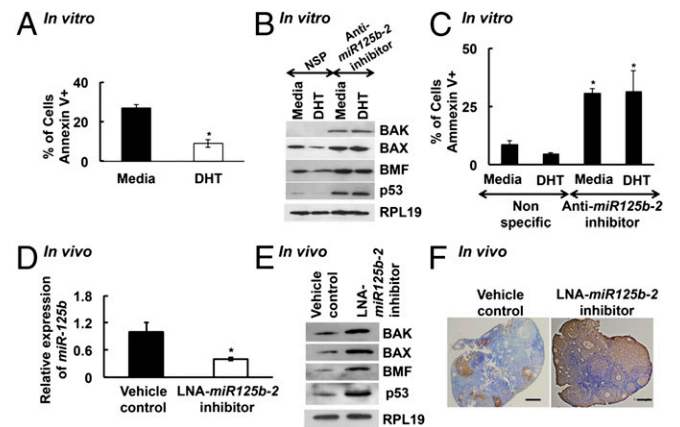 A In vitro
40
20
0
% of Cells
Annexin V+
*
Media DHT
B In vitro
NSP
Anti-
miR125b-2
inhibitor
Media
DHT
Media
DHT
BAK
BAX
BMF
p53
RPL19
C In vitro
50
25
0
% of Cells
Ammexin V+
* *
Media DHT Media DHT
Non
specific
Anti-miR125b-2
inhibitor
D In vivo
1.8
1.2
0.6
0
Relative expression
of miR-125b
*
Vehicle
control
LNA-miR125b-2
inhibitor
E In vivo
Vehicle
control
LNA-
miR125b-2
inhibitor
BAK
BAX
BMF
p53
RPL19
F In vivo
Vehicle
control
LNA-miR125b-2
inhibitor